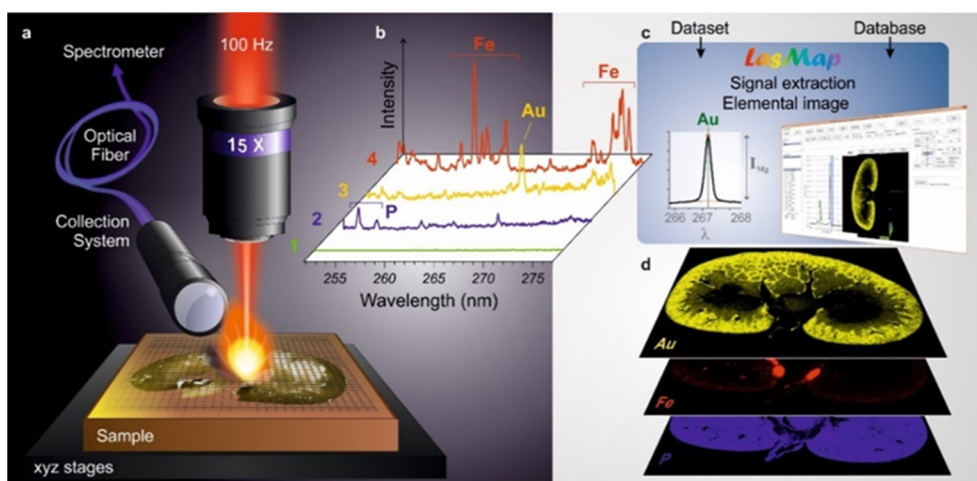 a
100 Hz
Spectrometer
Optical
Fiber
15 X
Collection
System
Sample
xyz stages
b
Intensity
Fe
Fe
Au
4
3
2
P
1
255
260
265
270
275
Wavelength (nm)
c
Dataset
Database
LasMap
Signal extraction
Elemental image
Au
I Mg
266 267 268
λ
d
Au
Fe
P